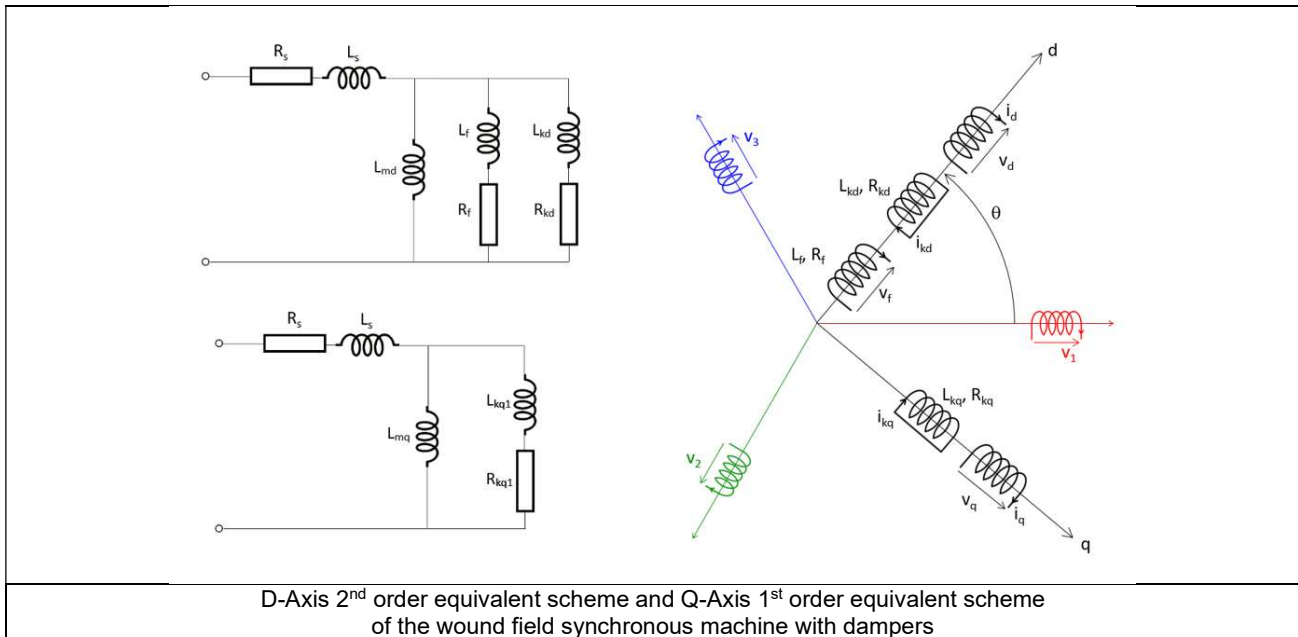 Rs
Ls
Lmd
Lf
Rf
Lkd
Rkd
Rs
Ls
Lmq
Lkq1
Rkq1
d
id
vd
Lkd, Rkd
ikd
Lf, Rf
vf
θ
v3
v1
Lkq, Rkq
ikq
v2
vq
iq
q
D-Axis 2nd order equivalent scheme and Q-Axis 1st order equivalent scheme
of the wound field synchronous machine with dampers